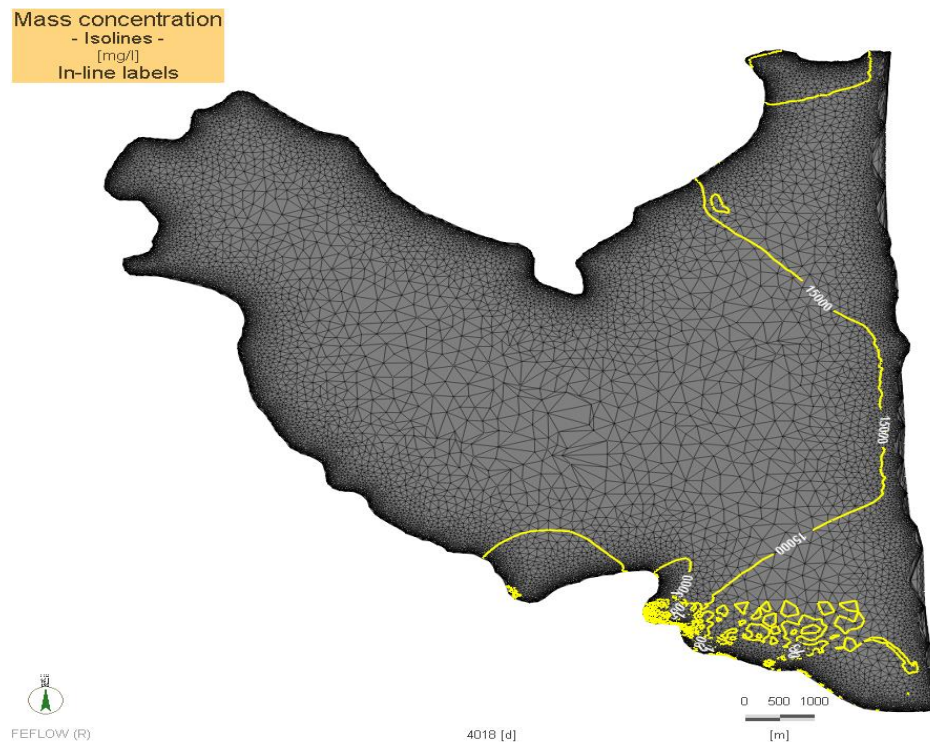 Mass concentration
- Isolines -
[mg/l]
In-line labels
15000
15000
15000
0 500 1000
FEFLOW (R)
4018 [d]
[m]